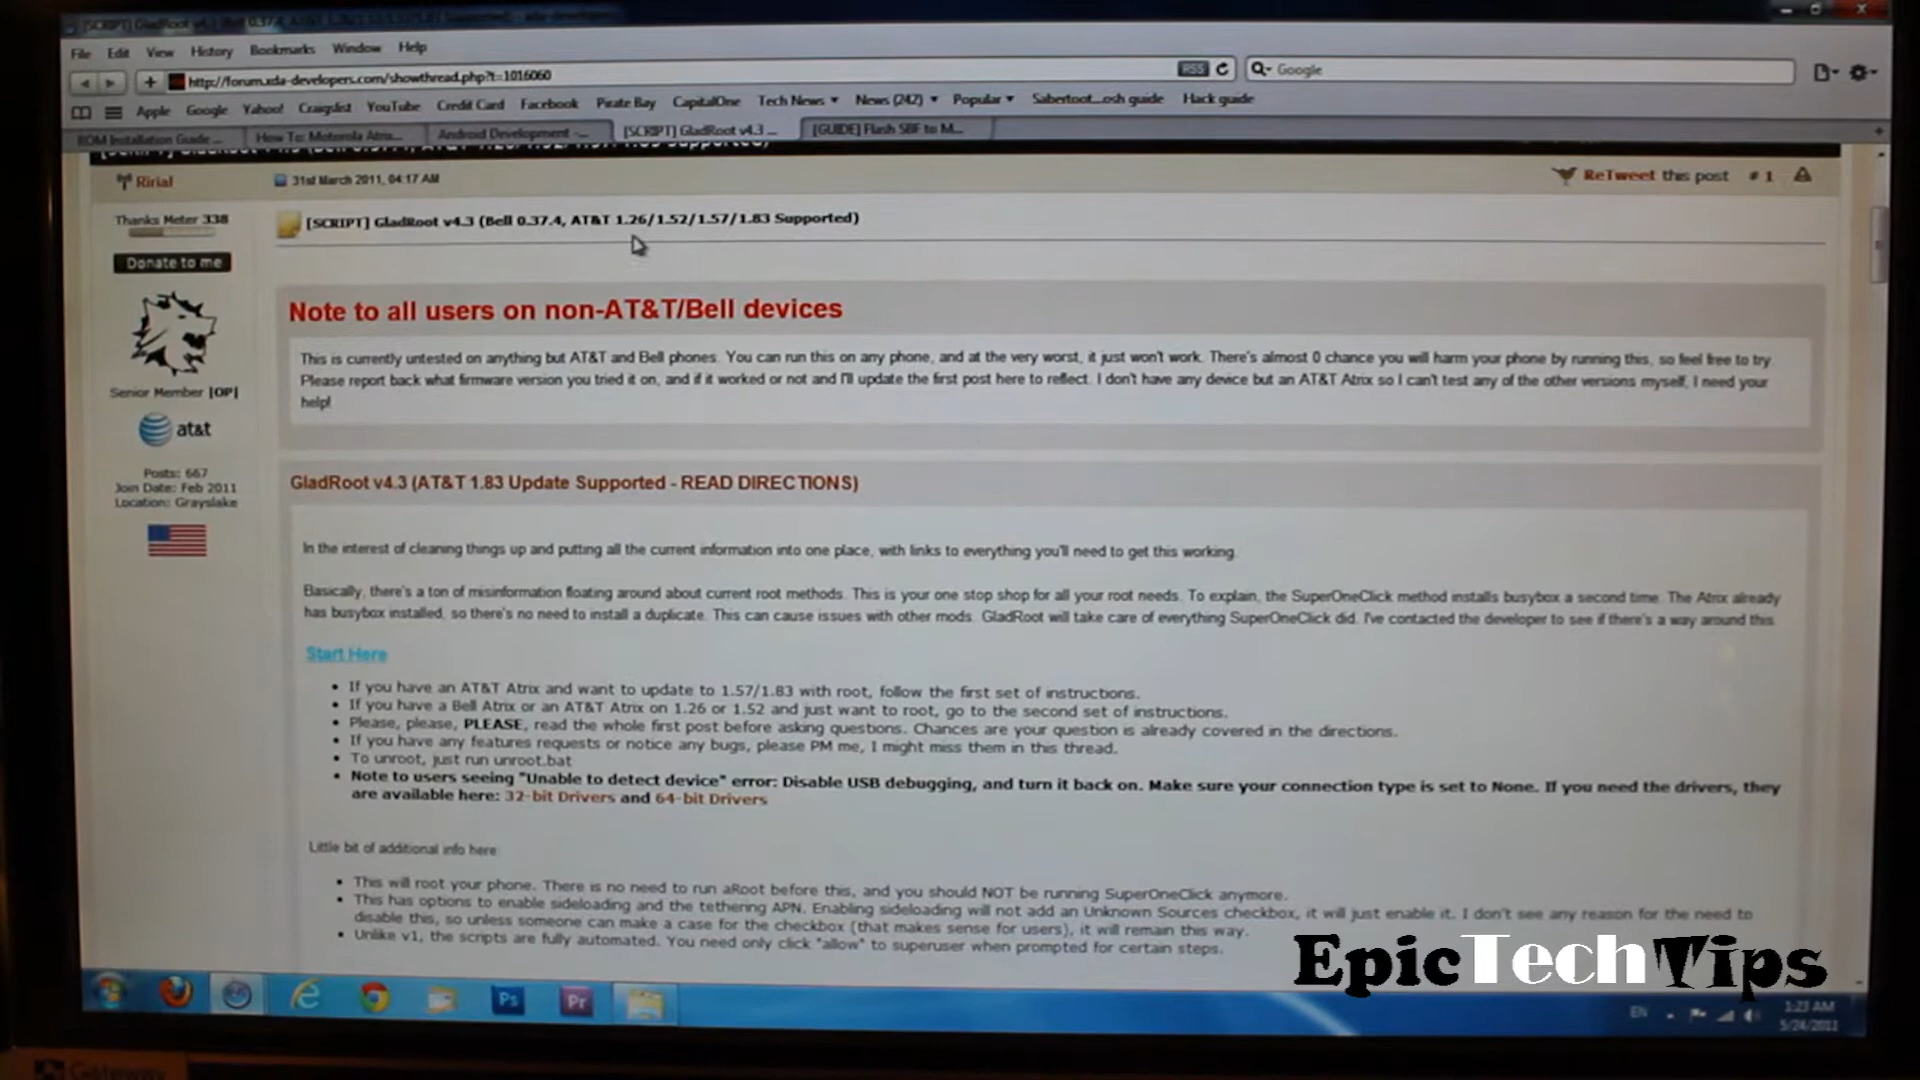 [SCRIPT] GladRoot v4.3 (Bell 0.37.4, AT&T
File Edit View History Bookmarks Window Help
http://forum.xda-developers.com/showthread.php?t=1016060
RSS
Google
Apple Google Yahoo! Craigslist YouTube Credit Card Facebook Pirate Bay CapitalOne Tech News News (242) Popular Sabertoot...osh guide Hack guide
ROM Installation Guide ... How To: Motorola Atrix... Android Development -... [SCRIPT] GladRoot v4.3 ... [GUIDE] Flash SBF to M...
Ririal
31st March 2011, 04:17 AM
ReTweet this post #1
Thanks Meter 338
[SCRIPT] GladRoot v4.3 (Bell 0.37.4, AT&T 1.26/1.52/1.57/1.83 Supported)
Donate to me
Note to all users on non-AT&T/Bell devices
This is currently untested on anything but AT&T and Bell phones. You can run this on any phone, and at the very worst, it just won't work. There's almost 0 chance you will harm your phone by running this, so feel free to try.
Please report back what firmware version you tried it on, and if it worked or not and I'll update the first post here to reflect. I don't have any device but an AT&T Atrix so I can't test any of the other versions myself, I need your
help!
Senior Member [OP]
at&t
Posts: 667
Join Date: Feb 2011
Location: Grayslake
GladRoot v4.3 (AT&T 1.83 Update Supported - READ DIRECTIONS)
In the interest of cleaning things up and putting all the current information into one place, with links to everything you'll need to get this working.
Basically, there's a ton of misinformation floating around about current root methods. This is your one stop shop for all your root needs. To explain, the SuperOneClick method installs busybox a second time. The Atrix already
has busybox installed, so there's no need to install a duplicate. This can cause issues with other mods. GladRoot will take care of everything SuperOneClick did. I've contacted the developer to see if there's a way around this.
Start Here
• If you have an AT&T Atrix and want to update to 1.57/1.83 with root, follow the first set of instructions.
• If you have a Bell Atrix or an AT&T Atrix on 1.26 or 1.52 and just want to root, go to the second set of instructions.
• Please, please, PLEASE, read the whole first post before asking questions. Chances are your question is already covered in the directions.
• If you have any features requests or notice any bugs, please PM me, I might miss them in this thread.
• To unroot, just run unroot.bat
• Note to users seeing "Unable to detect device" error: Disable USB debugging, and turn it back on. Make sure your connection type is set to None. If you need the drivers, they
are available here: 32-bit Drivers and 64-bit Drivers
Little bit of additional info here:
• This will root your phone. There is no need to run aRoot before this, and you should NOT be running SuperOneClick anymore.
• This has options to enable sideloading and the tethering APN. Enabling sideloading will not add an Unknown Sources checkbox, it will just enable it. I don't see any reason for the need to
disable this, so unless someone can make a case for the checkbox (that makes sense for users), it will remain this way.
• Unlike v1, the scripts are fully automated. You need only click "allow" to superuser when prompted for certain steps.
EpicTechTips
Ps Pr
EN
1:23 AM
5/24/2011
Gateway